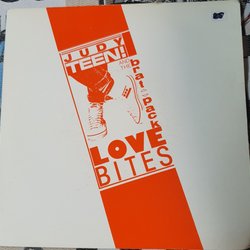 JUDY
TEEN!
AND THE
brat pack
LOVE
BITES